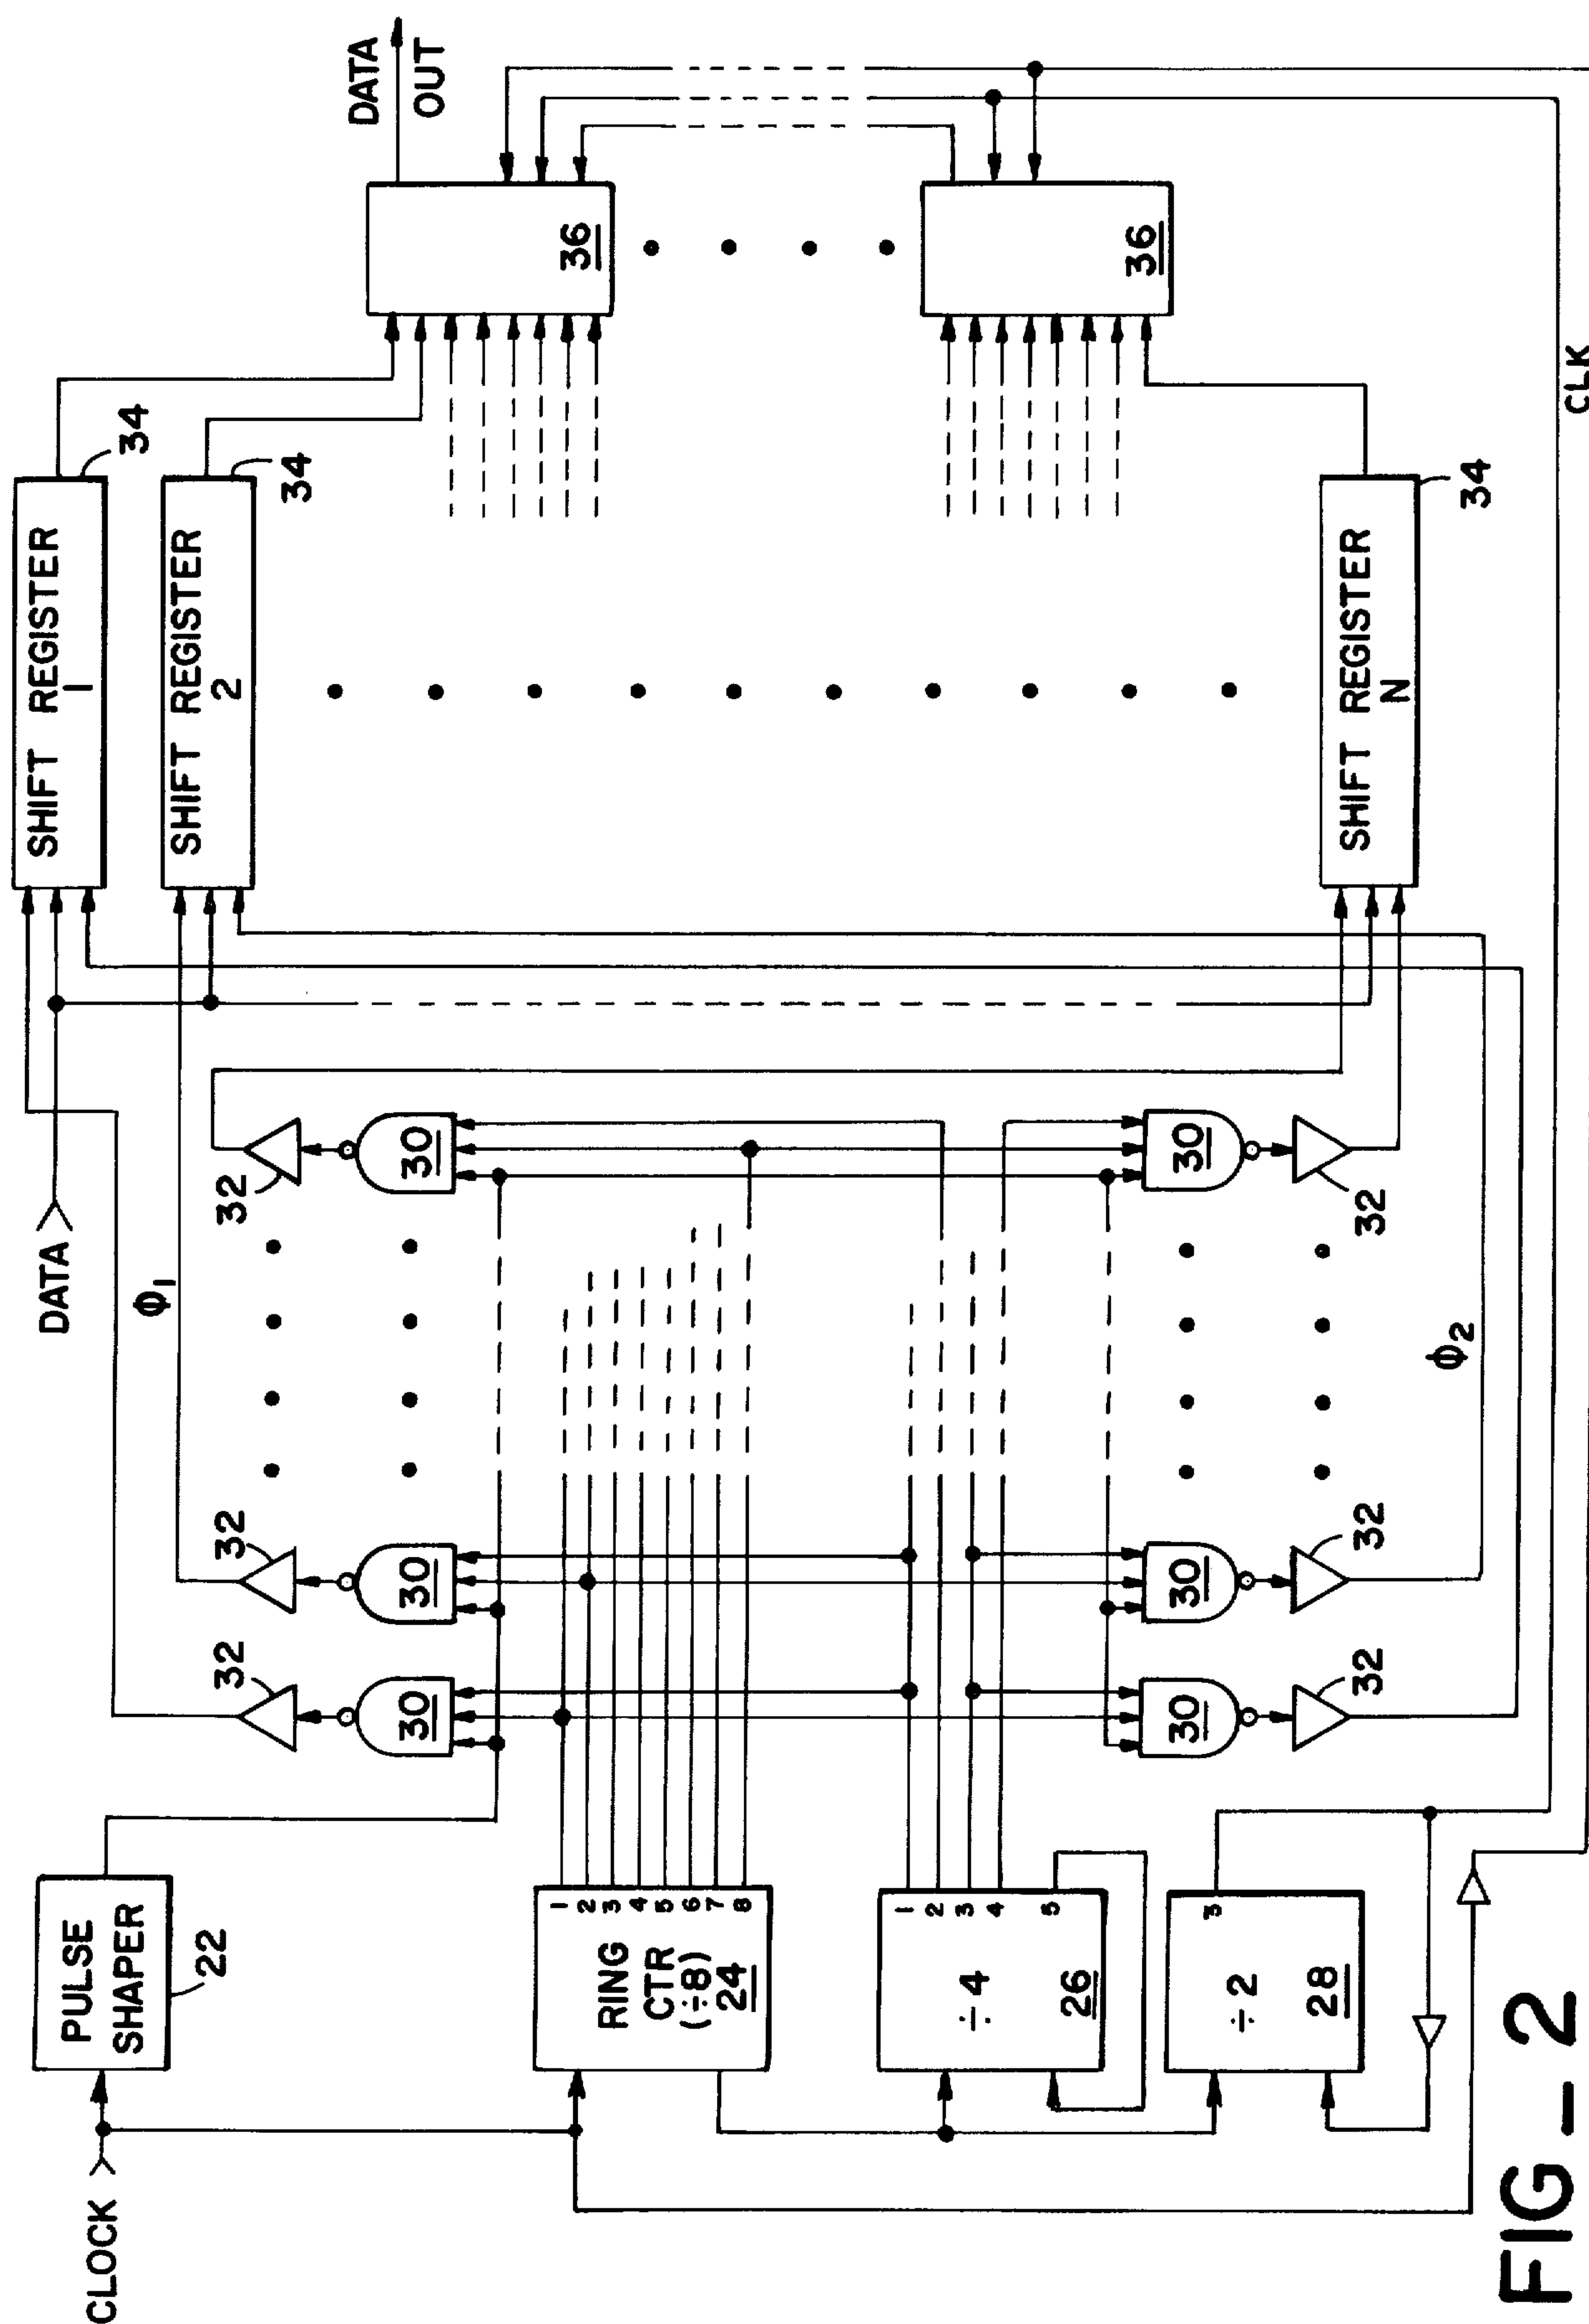 CLOCK
PULSE
SHAPER
22
DATA
Φ1
SHIFT REGISTER
1
34
SHIFT REGISTER
2
34
DATA
OUT
32
32
32
30
30
30
36
36
RING
CTR
(÷8)
24
1
2
3
4
5
6
7
8
÷4
26
1
2
3
4
5
÷2
28
3
30
30
30
32
32
32
Φ2
SHIFT REGISTER
N
34
CLK
FIG-2